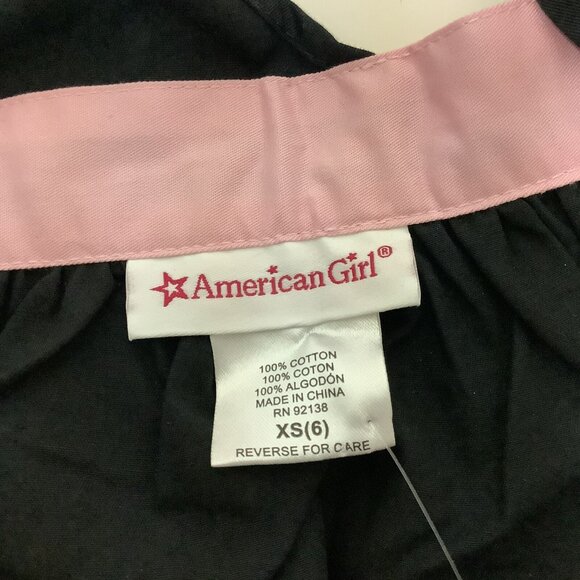 American Girl®
100% COTTON
100% COTON
100% ALGODÓN
MADE IN CHINA
RN 92138
XS(6)
REVERSE FOR CARE